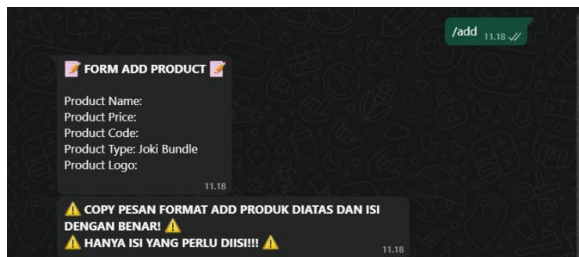 /add 11.18
📝 FORM ADD PRODUCT 📝
Product Name:
Product Price:
Product Code:
Product Type: Joki Bundle
Product Logo:
11.18
⚠️ COPY PESAN FORMAT ADD PRODUK DIATAS DAN ISI
DENGAN BENAR! ⚠️
⚠️ HANYA ISI YANG PERLU DIISI!!! ⚠️
11.18